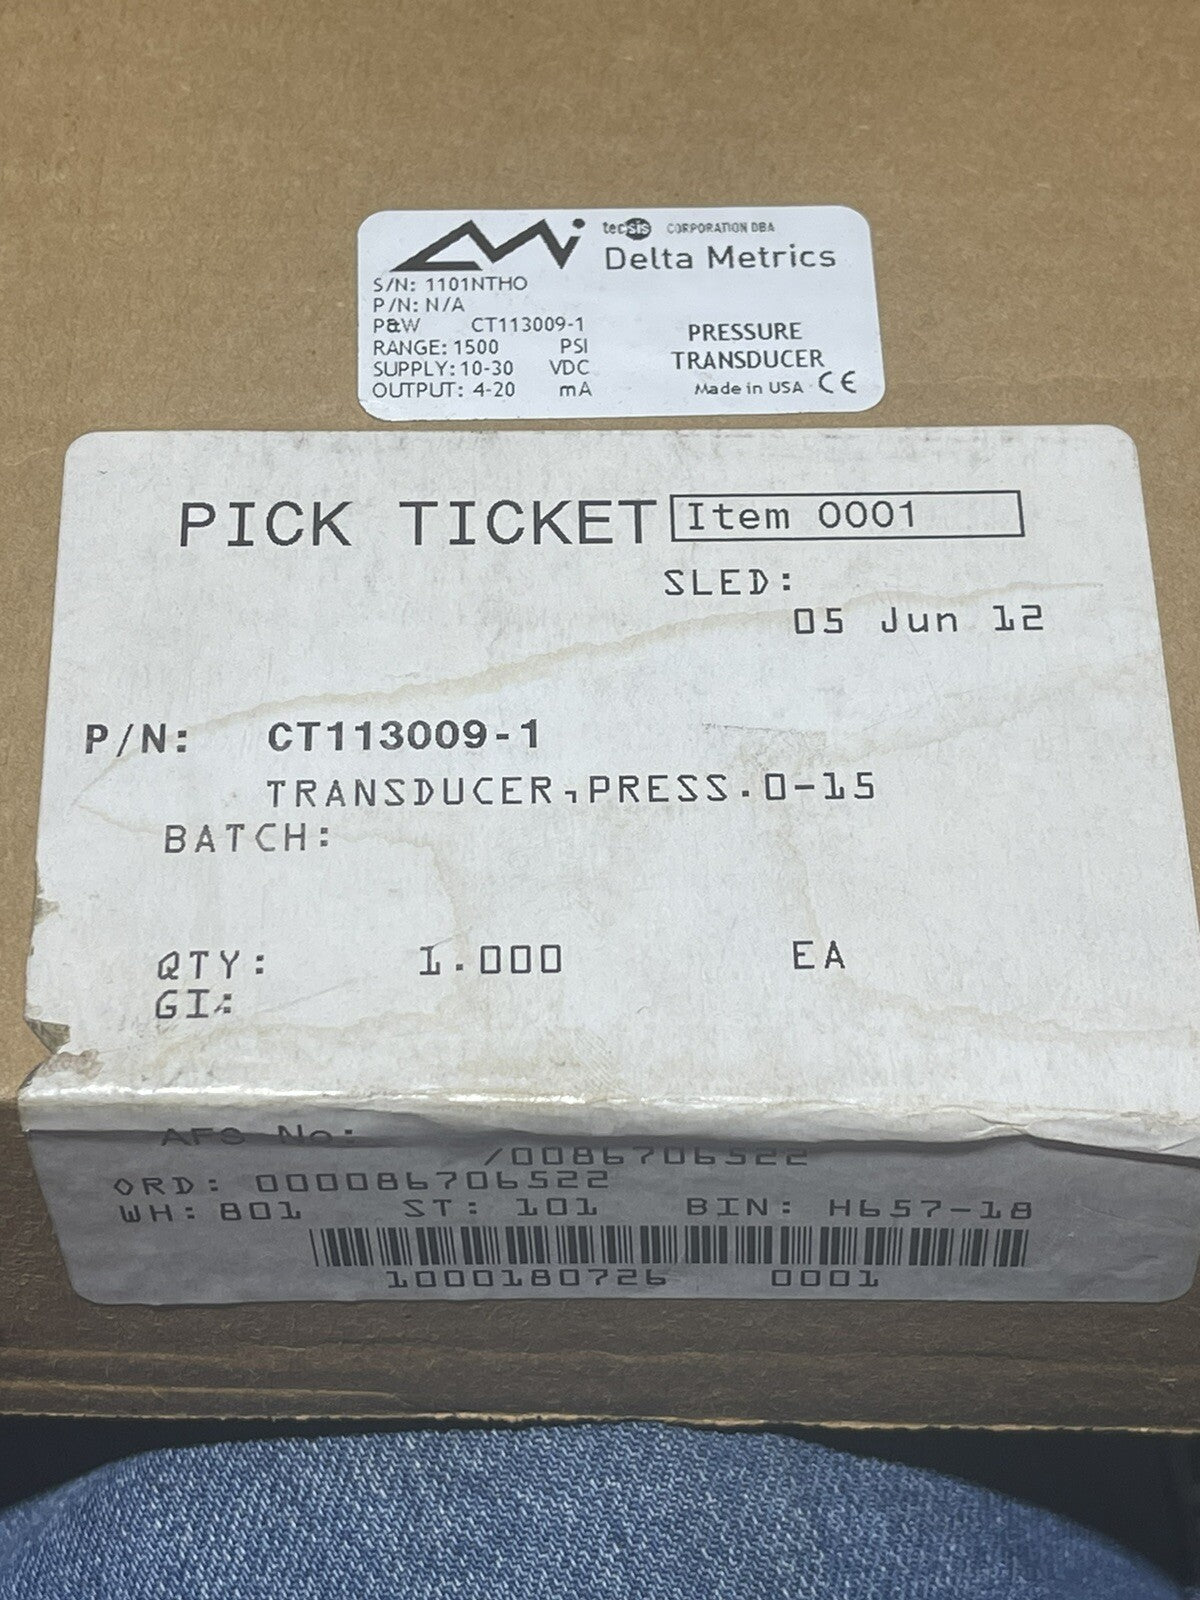 tecsis CORPORATION DBA
Delta Metrics
S/N: 1101NTHO
P/N: N/A
P&W CT113009-1
RANGE: 1500 PSI
SUPPLY: 10-30 VDC
OUTPUT: 4-20 mA
PRESSURE
TRANSDUCER
Made in USA CE
PICK TICKET Item 0001
SLED:
05 Jun 12
P/N: CT113009-1
TRANSDUCER,PRESS.0-15
BATCH:
QTY: 1.000 EA
GI:
AFS No:
/0086706522
ORD: 000086706522
WH: 801 ST: 101 BIN: H657-18
1000180726 0001